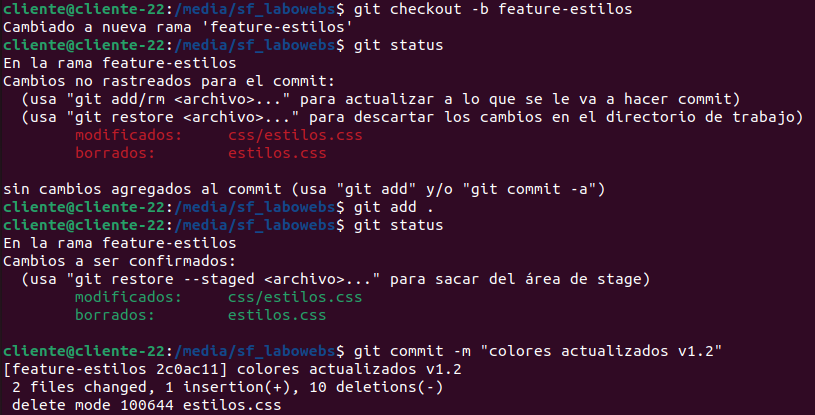 cliente@cliente-22:/media/sf_labowebs$ git checkout -b feature-estilos
Cambiado a nueva rama 'feature-estilos'
cliente@cliente-22:/media/sf_labowebs$ git status
En la rama feature-estilos
Cambios no rastreados para el commit:
  (usa "git add/rm <archivo>..." para actualizar a lo que se le va a hacer commit)
  (usa "git restore <archivo>..." para descartar los cambios en el directorio de trabajo)
        modificados:     css/estilos.css
        borrados:        estilos.css

sin cambios agregados al commit (usa "git add" y/o "git commit -a")
cliente@cliente-22:/media/sf_labowebs$ git add .
cliente@cliente-22:/media/sf_labowebs$ git status
En la rama feature-estilos
Cambios a ser confirmados:
  (usa "git restore --staged <archivo>..." para sacar del área de stage)
        modificados:     css/estilos.css
        borrados:        estilos.css

cliente@cliente-22:/media/sf_labowebs$ git commit -m "colores actualizados v1.2"
[feature-estilos 2c0ac11] colores actualizados v1.2
 2 files changed, 1 insertion(+), 10 deletions(-)
 delete mode 100644 estilos.css